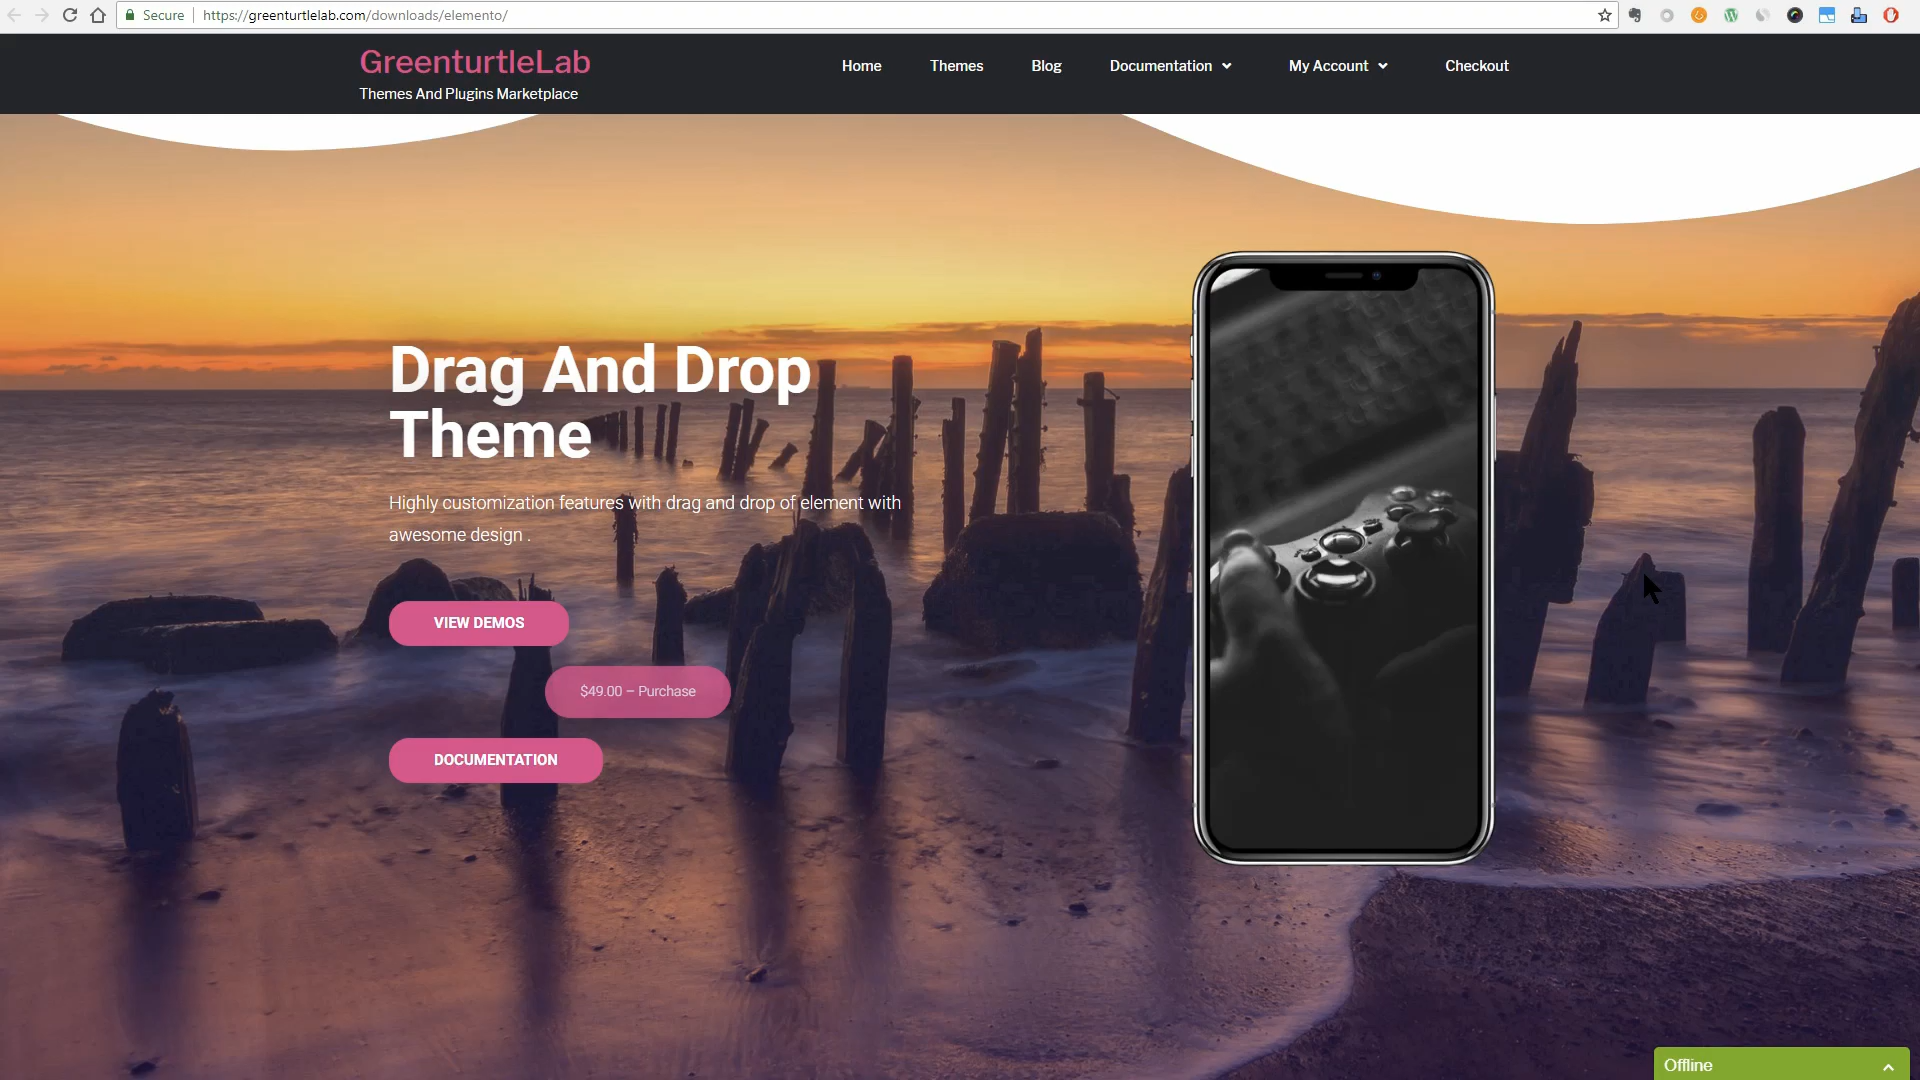 Secure https://greenturtlelab.com/downloads/elemento/
GreenturtleLab
Themes And Plugins Marketplace
Home Themes Blog Documentation My Account Checkout
Drag And Drop
Theme
Highly customization features with drag and drop of element with
awesome design .
VIEW DEMOS
$49.00 – Purchase
DOCUMENTATION
Offline